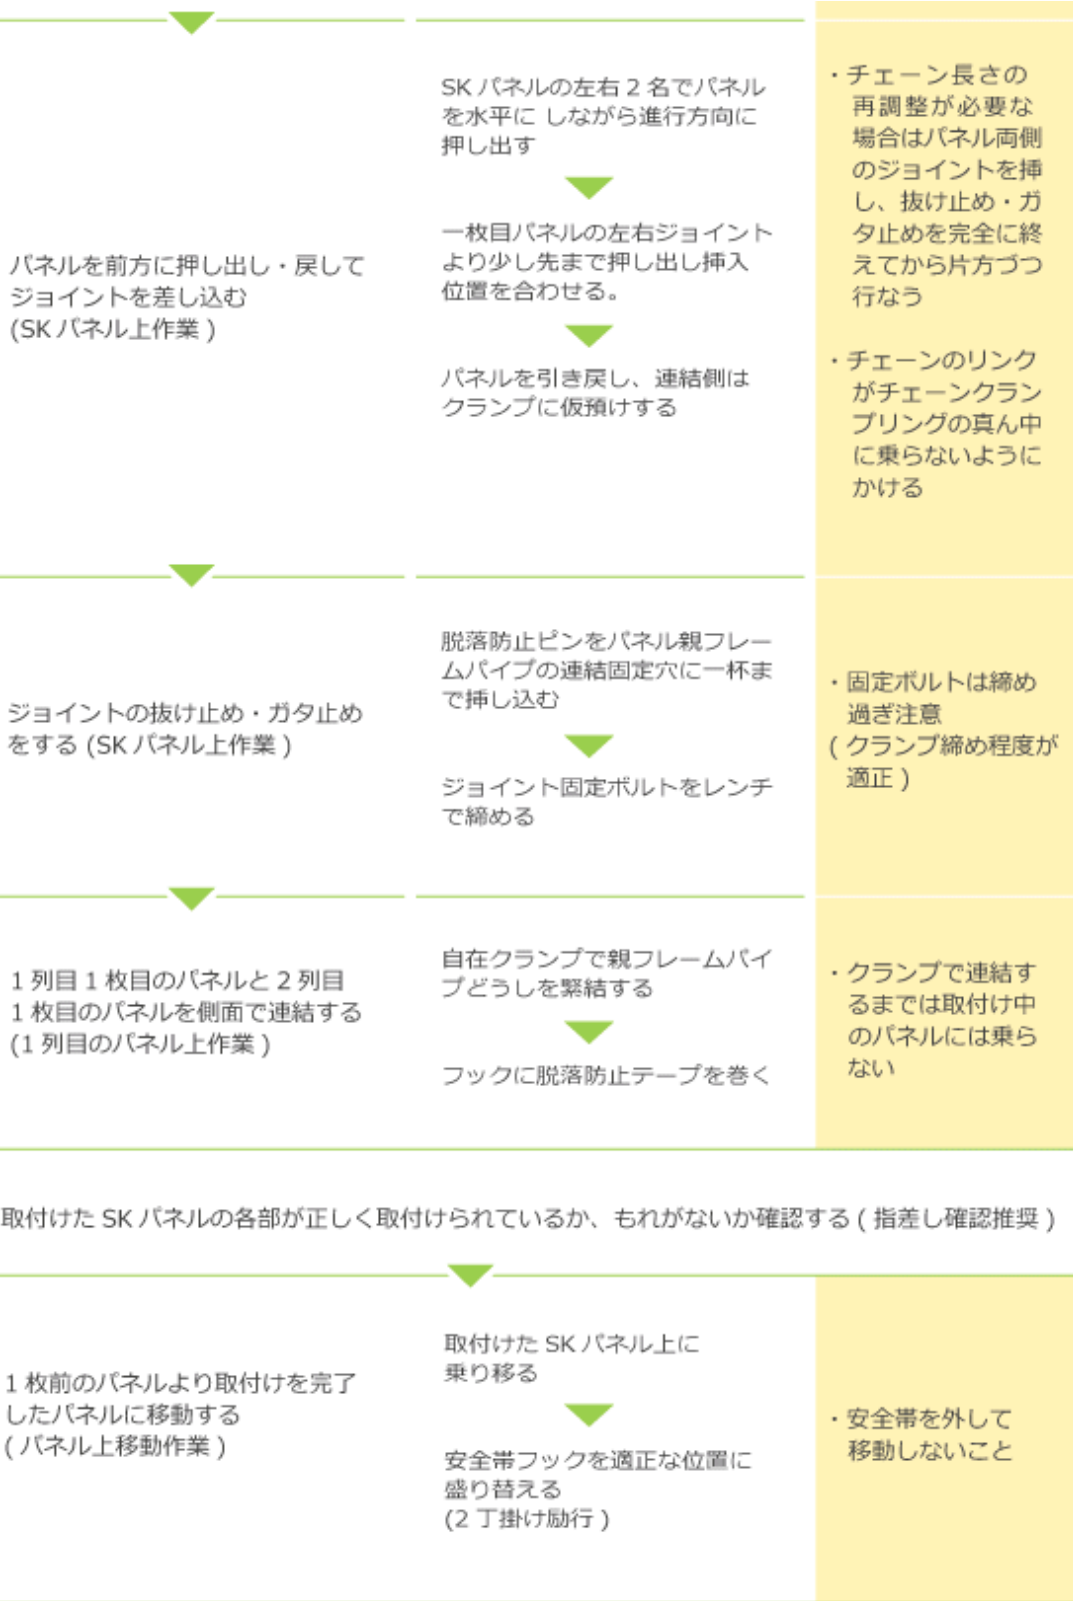 パネルを前方に押し出し・戻して
ジョイントを差し込む
(SK パネル上作業 )
SK パネルの左右 2 名でパネル
を水平に しながら進行方向に
押し出す
一枚目パネルの左右ジョイント
より少し先まで押し出し挿入
位置を合わせる。
パネルを引き戻し、連結側は
クランプに仮預けする
・チェーン長さの
再調整が必要な
場合はパネル両側
のジョイントを挿
し、抜け止め・ガ
タ止めを完全に終
えてから片方づつ
行なう
・チェーンのリンク
がチェーンクラン
プリングの真ん中
に乗らないように
かける
ジョイントの抜け止め・ガタ止め
をする (SK パネル上作業 )
脱落防止ピンをパネル親フレー
ムパイプの連結固定穴に一杯ま
で挿し込む
ジョイント固定ボルトをレンチ
で締める
・固定ボルトは締め
過ぎ注意
( クランプ締め程度が
適正 )
1 列目 1 枚目のパネルと 2 列目
1 枚目のパネルを側面で連結する
(1 列目のパネル上作業 )
自在クランプで親フレームパイ
プどうしを緊結する
フックに脱落防止テープを巻く
・クランプで連結す
るまでは取付け中
のパネルには乗ら
ない
取付けた SK パネルの各部が正しく取付けられているか、もれがないか確認する ( 指差し確認推奨 )
1 枚前のパネルより取付けを完了
したパネルに移動する
( パネル上移動作業 )
取付けた SK パネル上に
乗り移る
安全帯フックを適正な位置に
盛り替える
(2 丁掛け励行 )
・安全帯を外して
移動しないこと